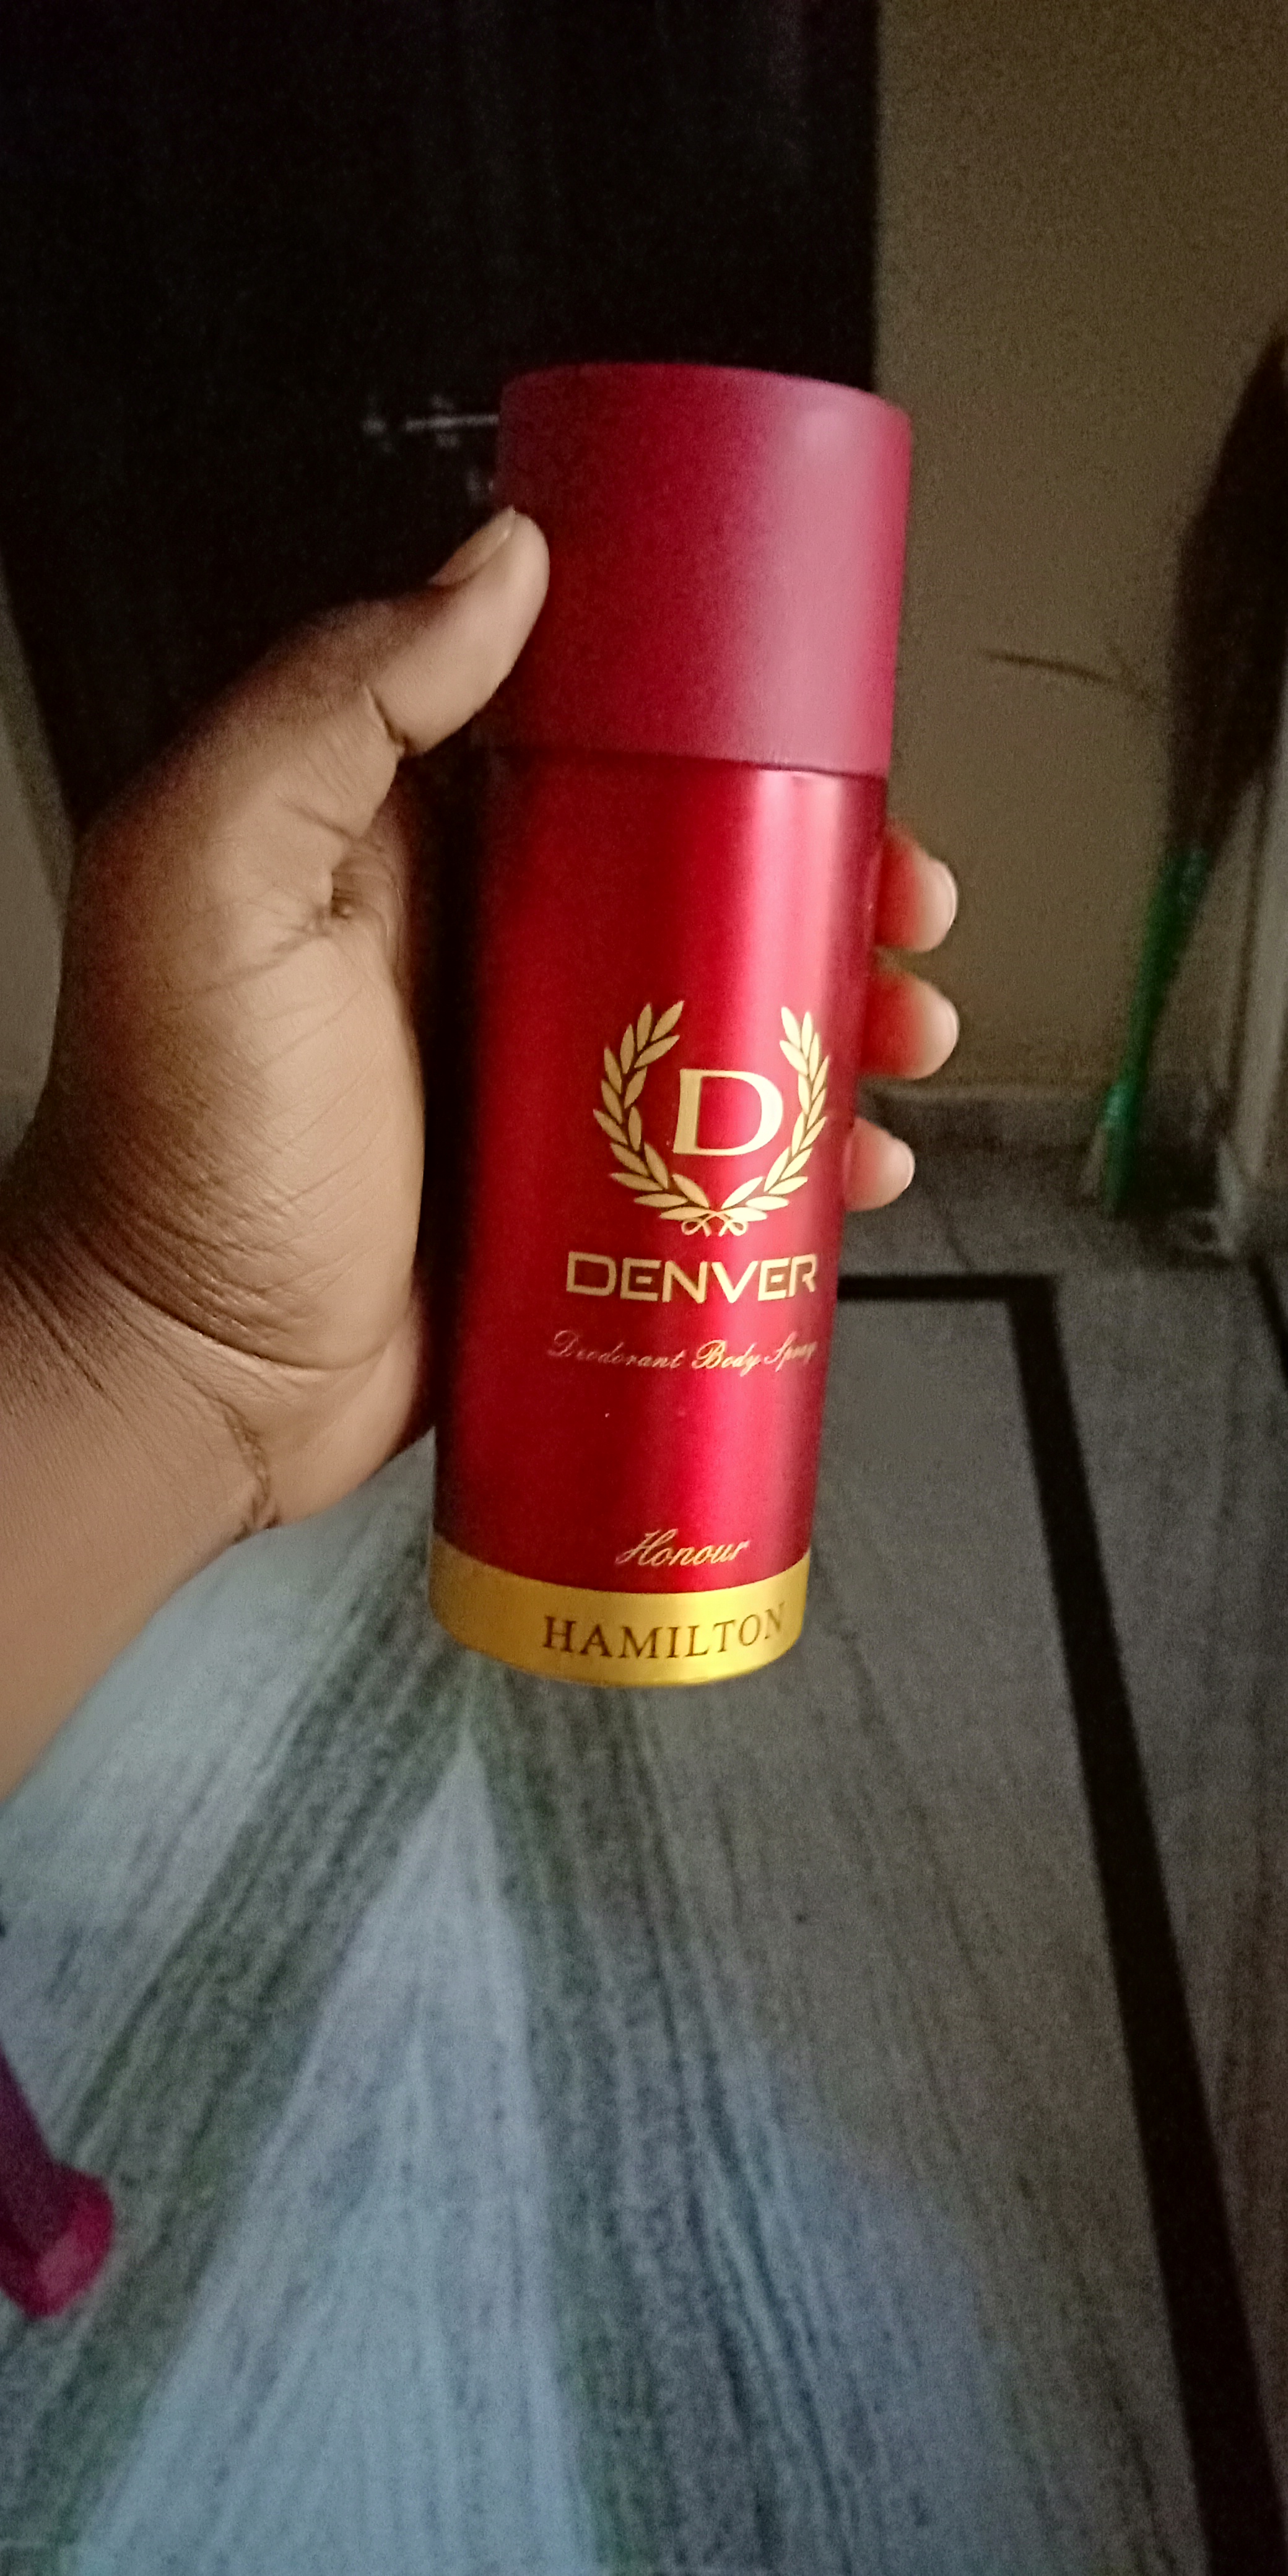 D
DENVER
Deodorant Body Spray
Honour
HAMILTON